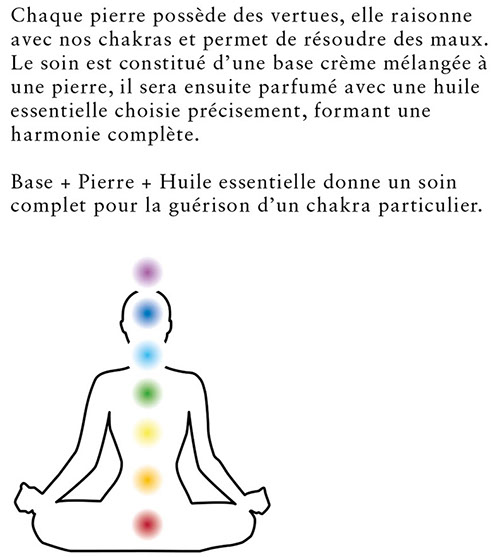 Chaque pierre possède des vertues, elle raisonne
avec nos chakras et permet de résoudre des maux.
Le soin est constitué d'une base crème mélangée à
une pierre, il sera ensuite parfumé avec une huile
essentielle choisie précisement, formant une
harmonie complète.

Base + Pierre + Huile essentielle donne un soin
complet pour la guérison d'un chakra particulier.